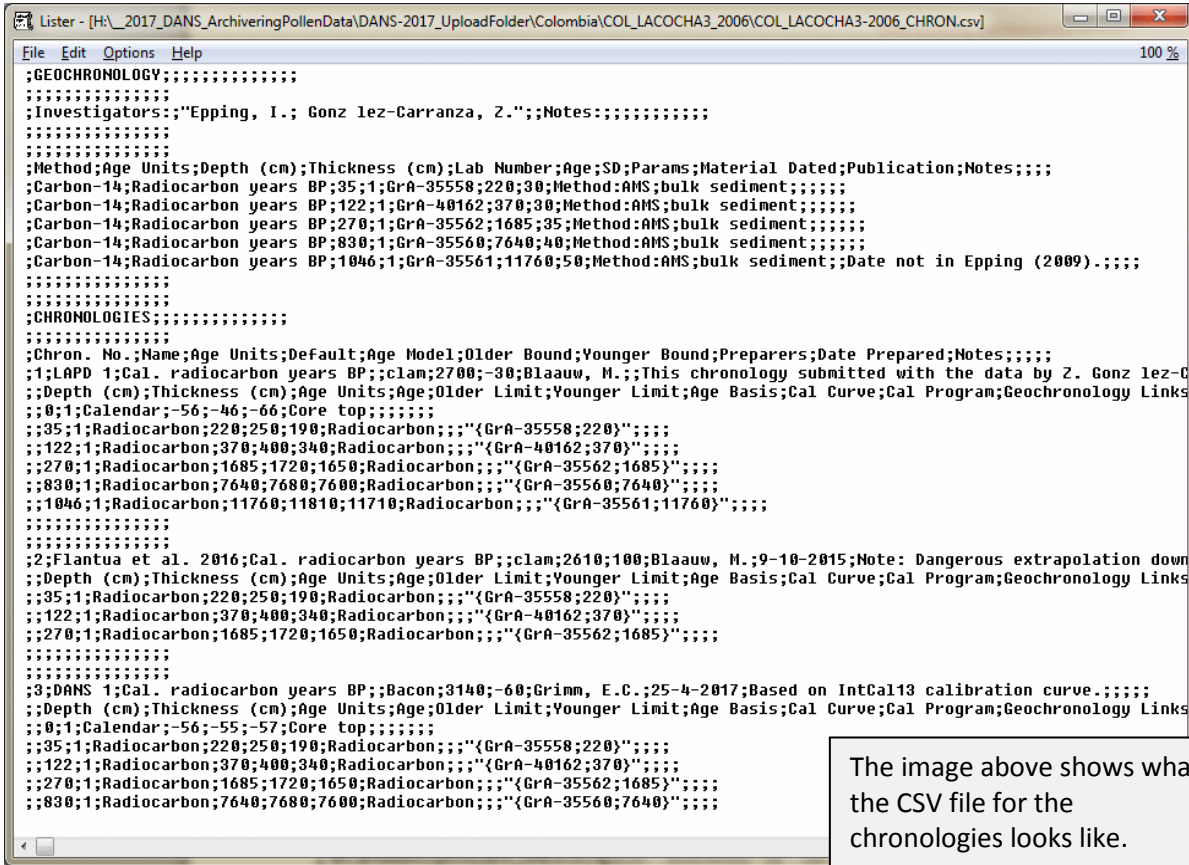 Lister - [H:\__2017_DANS_ArchiveringPollenData\DANS-2017_UploadFolder\Colombia\COL_LACOCHA3_2006\COL_LACOCHA3-2006_CHRON.csv]
File Edit Options Help 100 %
;GEOCHRONOLOGY;;;;;;;;;;;;;;
;;;;;;;;;;;;;;;
;Investigators:;"Epping, I.; Gonz lez-Carranza, Z.";;Notes:;;;;;;;;;;;
;;;;;;;;;;;;;;;
;;;;;;;;;;;;;;;
;Method;Age Units;Depth (cm);Thickness (cm);Lab Number;Age;SD;Params;Material Dated;Publication;Notes;;;;
;Carbon-14;Radiocarbon years BP;35;1;GrA-35558;220;30;Method:AMS;bulk sediment;;;;;;
;Carbon-14;Radiocarbon years BP;122;1;GrA-40162;370;30;Method:AMS;bulk sediment;;;;;;
;Carbon-14;Radiocarbon years BP;270;1;GrA-35562;1685;35;Method:AMS;bulk sediment;;;;;;
;Carbon-14;Radiocarbon years BP;830;1;GrA-35560;7640;40;Method:AMS;bulk sediment;;;;;;
;Carbon-14;Radiocarbon years BP;1046;1;GrA-35561;11760;50;Method:AMS;bulk sediment;;Date not in Epping (2009).;;;;
;;;;;;;;;;;;;;;
;;;;;;;;;;;;;;;
;CHRONOLOGIES;;;;;;;;;;;;;;
;;;;;;;;;;;;;;;
;Chron. No.;Name;Age Units;Default;Age Model;Older Bound;Younger Bound;Preparers;Date Prepared;Notes;;;;;
;1;LAPD 1;Cal. radiocarbon years BP;;clam;2700;-30;Blaauw, M.;;This chronology submitted with the data by Z. Gonz lez-C
;;Depth (cm);Thickness (cm);Age Units;Age;Older Limit;Younger Limit;Age Basis;Cal Curve;Cal Program;Geochronology Links
;;0;1;Calendar;-56;-46;-66;Core top;;;;;;;
;;35;1;Radiocarbon;220;250;190;Radiocarbon;;;"{GrA-35558;220}";;;;
;;122;1;Radiocarbon;370;400;340;Radiocarbon;;;"{GrA-40162;370}";;;;
;;270;1;Radiocarbon;1685;1720;1650;Radiocarbon;;;"{GrA-35562;1685}";;;;
;;830;1;Radiocarbon;7640;7680;7600;Radiocarbon;;;"{GrA-35560;7640}";;;;
;;1046;1;Radiocarbon;11760;11810;11710;Radiocarbon;;;"{GrA-35561;11760}";;;;
;;;;;;;;;;;;;;;
;;;;;;;;;;;;;;;
;2;Flantua et al. 2016;Cal. radiocarbon years BP;;clam;2610;100;Blaauw, M.;9-10-2015;Note: Dangerous extrapolation down
;;Depth (cm);Thickness (cm);Age Units;Age;Older Limit;Younger Limit;Age Basis;Cal Curve;Cal Program;Geochronology Links
;;35;1;Radiocarbon;220;250;190;Radiocarbon;;;"{GrA-35558;220}";;;;
;;122;1;Radiocarbon;370;400;340;Radiocarbon;;;"{GrA-40162;370}";;;;
;;270;1;Radiocarbon;1685;1720;1650;Radiocarbon;;;"{GrA-35562;1685}";;;;
;;;;;;;;;;;;;;;
;;;;;;;;;;;;;;;
;3;DANS 1;Cal. radiocarbon years BP;;Bacon;3140;-60;Grimm, E.C.;25-4-2017;Based on IntCal13 calibration curve.;;;;;
;;Depth (cm);Thickness (cm);Age Units;Age;Older Limit;Younger Limit;Age Basis;Cal Curve;Cal Program;Geochronology Links
;;0;1;Calendar;-56;-55;-57;Core top;;;;;;;
;;35;1;Radiocarbon;220;250;190;Radiocarbon;;;"{GrA-35558;220}";;;;
;;122;1;Radiocarbon;370;400;340;Radiocarbon;;;"{GrA-40162;370}";;;;
;;270;1;Radiocarbon;1685;1720;1650;Radiocarbon;;;"{GrA-35562;1685}";;;;
;;830;1;Radiocarbon;7640;7680;7600;Radiocarbon;;;"{GrA-35560;7640}";;;;
The image above shows wha
the CSV file for the
chronologies looks like.